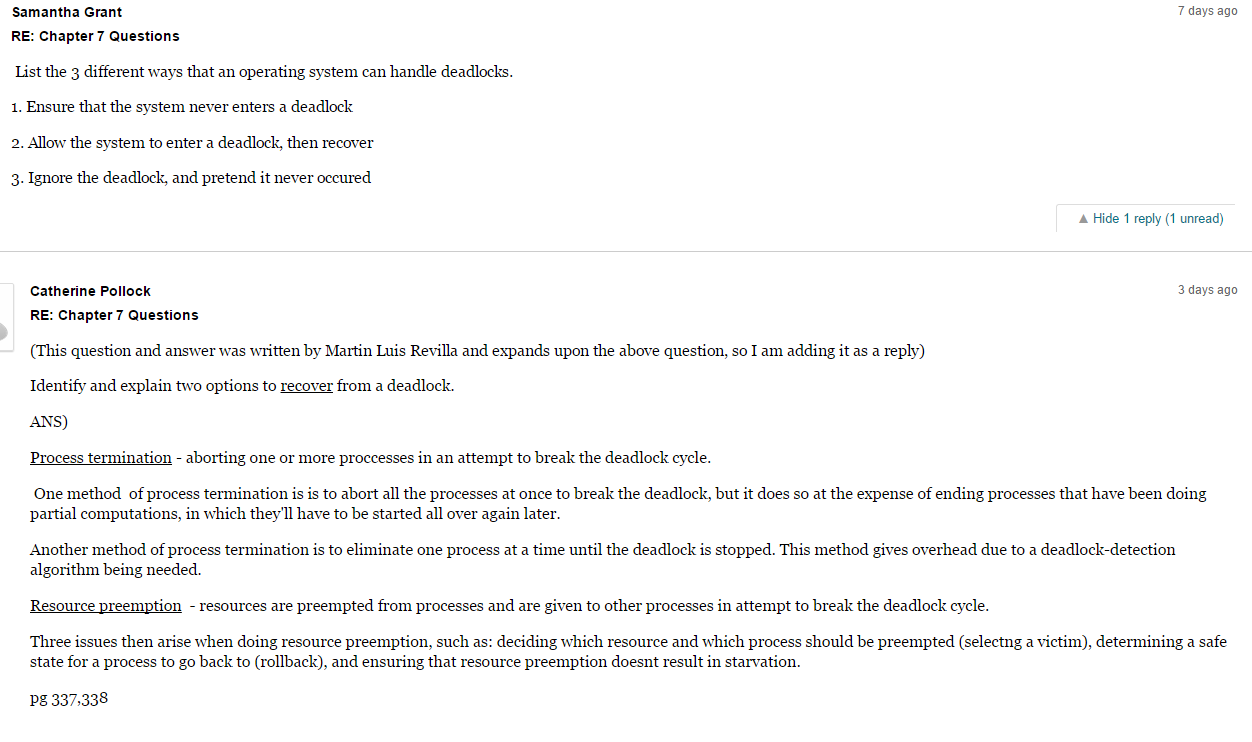 Samantha Grant
7 days ago
RE: Chapter 7 Questions
List the 3 different ways that an operating system can handle deadlocks.
1. Ensure that the system never enters a deadlock
2. Allow the system to enter a deadlock, then recover
3. Ignore the deadlock, and pretend it never occured
▲ Hide 1 reply (1 unread)
Catherine Pollock
3 days ago
RE: Chapter 7 Questions
(This question and answer was written by Martin Luis Revilla and expands upon the above question, so I am adding it as a reply)
Identify and explain two options to recover from a deadlock.
ANS)
Process termination - aborting one or more proccesses in an attempt to break the deadlock cycle.
One method of process termination is is to abort all the processes at once to break the deadlock, but it does so at the expense of ending processes that have been doing
partial computations, in which they'll have to be started all over again later.
Another method of process termination is to eliminate one process at a time until the deadlock is stopped. This method gives overhead due to a deadlock-detection
algorithm being needed.
Resource preemption - resources are preempted from processes and are given to other processes in attempt to break the deadlock cycle.
Three issues then arise when doing resource preemption, such as: deciding which resource and which process should be preempted (selectng a victim), determining a safe
state for a process to go back to (rollback), and ensuring that resource preemption doesnt result in starvation.
pg 337,338